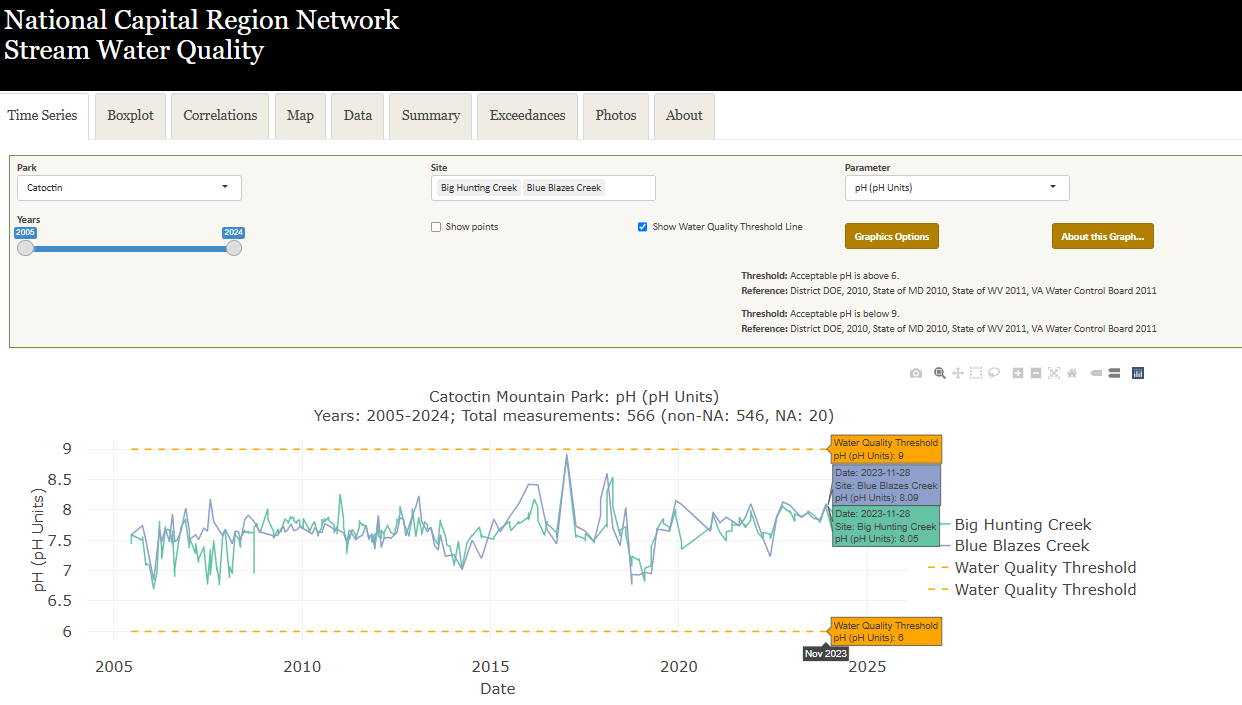 National Capital Region Network
Stream Water Quality
Time Series
Boxplot
Correlations
Map
Data
Summary
Exceedances
Photos
About
Park
Catoctin
Site
Big Hunting Creek Blue Blazes Creek
Parameter
pH (pH Units)
Years
2005
2024
Show points
Show Water Quality Threshold Line
Graphics Options
About this Graph...
Threshold: Acceptable pH is above 6.
Reference: District DOE, 2010, State of MD 2010, State of WV 2011, VA Water Control Board 2011
Threshold: Acceptable pH is below 9.
Reference: District DOE, 2010, State of MD 2010, State of WV 2011, VA Water Control Board 2011
Catoctin Mountain Park: pH (pH Units)
Years: 2005-2024; Total measurements: 566 (non-NA: 546, NA: 20)
pH (pH Units)
9
8.5
8
7.5
7
6.5
6
Water Quality Threshold
pH (pH Units): 9
Date: 2023-11-28
Site: Blue Blazes Creek
pH (pH Units): 8.09
Date: 2023-11-28
Site: Big Hunting Creek
pH (pH Units): 8.05
Water Quality Threshold
pH (pH Units): 6
Big Hunting Creek
Blue Blazes Creek
Water Quality Threshold
Water Quality Threshold
Nov 2023
2005
2010
2015
2020
2025
Date